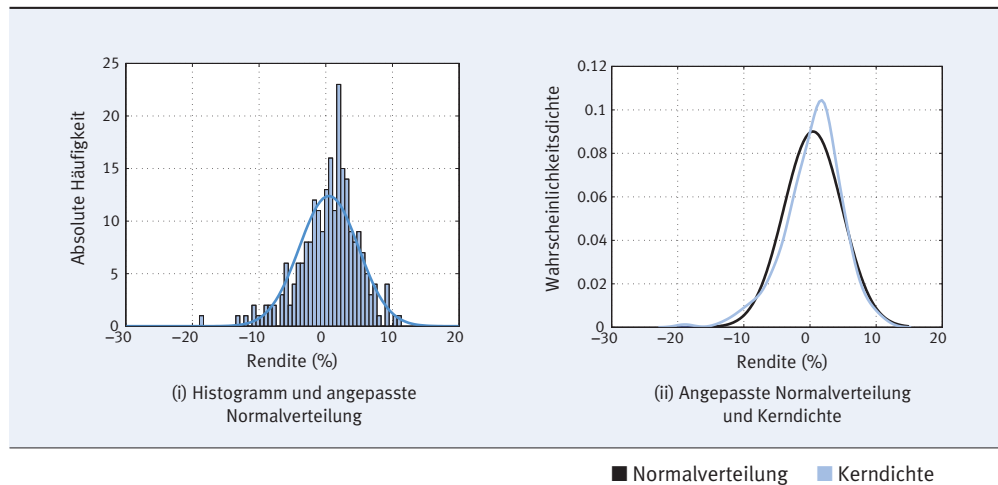 25
20
15
10
5
0
Absolute Häufigkeit
−30 −20 −10 0 10 20
Rendite (%)
(i) Histogramm und angepasste
Normalverteilung
0.12
0.1
0.08
0.06
0.04
0.02
0
Wahrscheinlichkeitsdichte
−30 −20 −10 0 10 20
Rendite (%)
(ii) Angepasste Normalverteilung
und Kerndichte
Normalverteilung Kerndichte